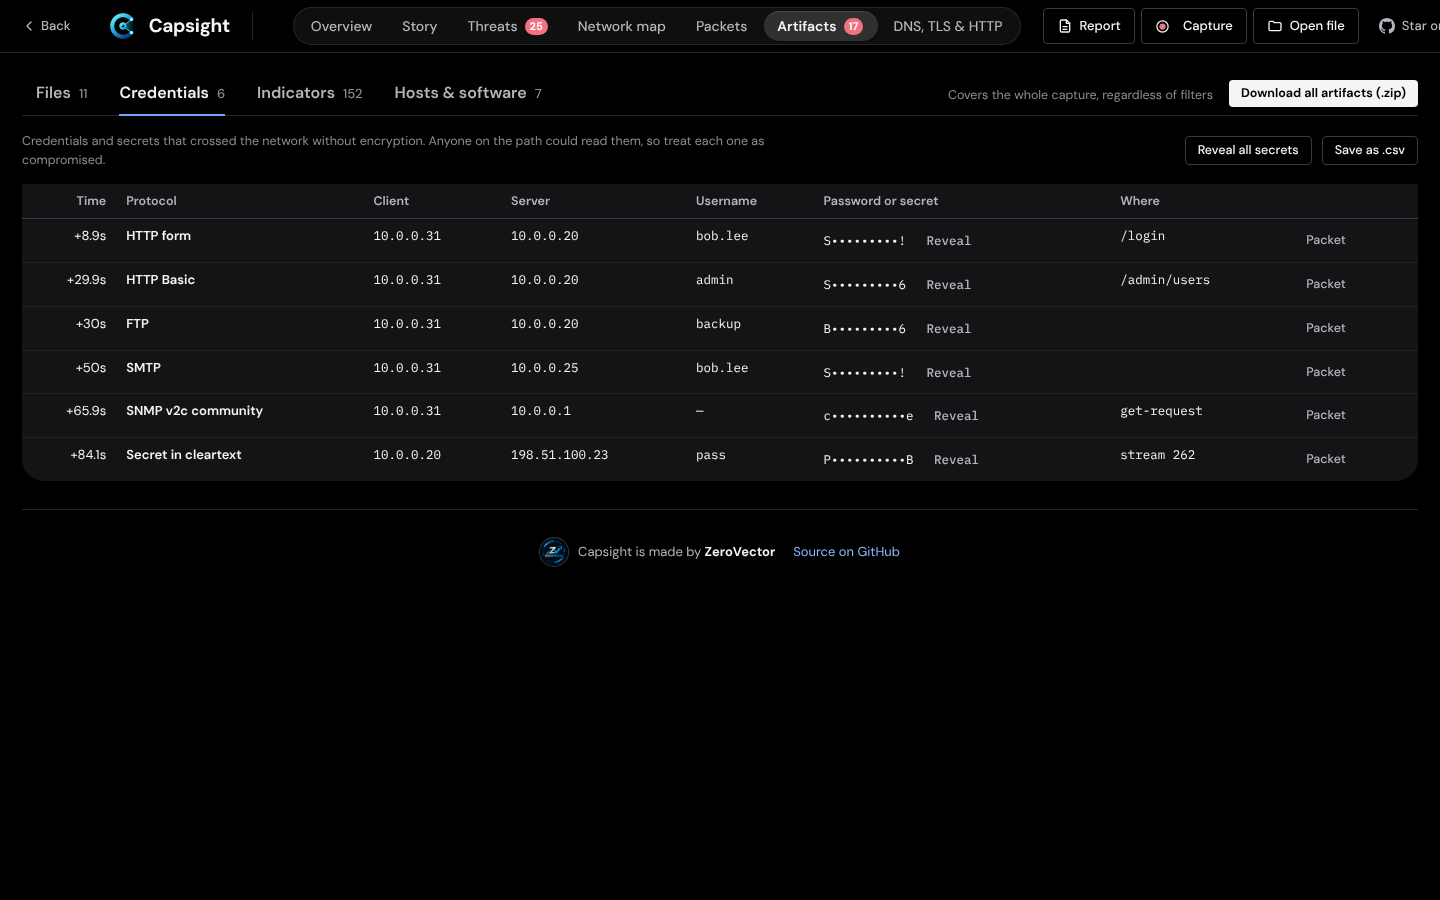 Back Capsight Overview Story Threats 25 Network map Packets Artifacts 17 DNS, TLS & HTTP Report Capture Open file Star o
Files 11 Credentials 6 Indicators 152 Hosts & software 7 Covers the whole capture, regardless of filters Download all artifacts (.zip)
Credentials and secrets that crossed the network without encryption. Anyone on the path could read them, so treat each one as
compromised.
Reveal all secrets Save as .csv
Time Protocol Client Server Username Password or secret Where
+8.9s HTTP form 10.0.0.31 10.0.0.20 bob.lee S•••••••••! Reveal /login Packet
+29.9s HTTP Basic 10.0.0.31 10.0.0.20 admin S•••••••••6 Reveal /admin/users Packet
+30s FTP 10.0.0.31 10.0.0.20 backup B•••••••••6 Reveal Packet
+50s SMTP 10.0.0.31 10.0.0.25 bob.lee S•••••••••! Reveal Packet
+65.9s SNMP v2c community 10.0.0.31 10.0.0.1 — c••••••••••e Reveal get-request Packet
+84.1s Secret in cleartext 10.0.0.20 198.51.100.23 pass P••••••••••B Reveal stream 262 Packet
Capsight is made by ZeroVector Source on GitHub